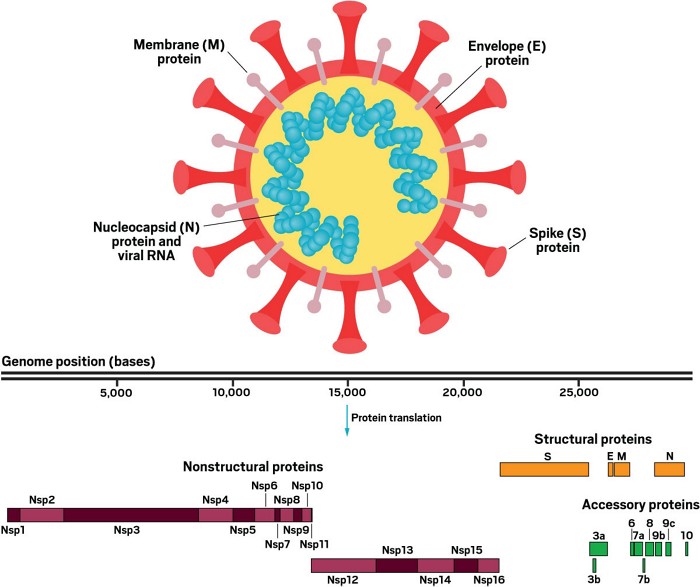 Membrane (M)
protein
Envelope (E)
protein
Nucleocapsid (N)
protein and
viral RNA
Spike (S)
protein
Genome position (bases)
5,000 10,000 15,000 20,000 25,000
Protein translation
Structural proteins
S E M N
Nonstructural proteins
Nsp6 Nsp10
Nsp2 Nsp4 Nsp8
Nsp1 Nsp3 Nsp5 Nsp9
Nsp7 Nsp11
Nsp13 Nsp15
Nsp12 Nsp14 Nsp16
Accessory proteins
3a 6 7a 8 9b 9c 10
3b 7b